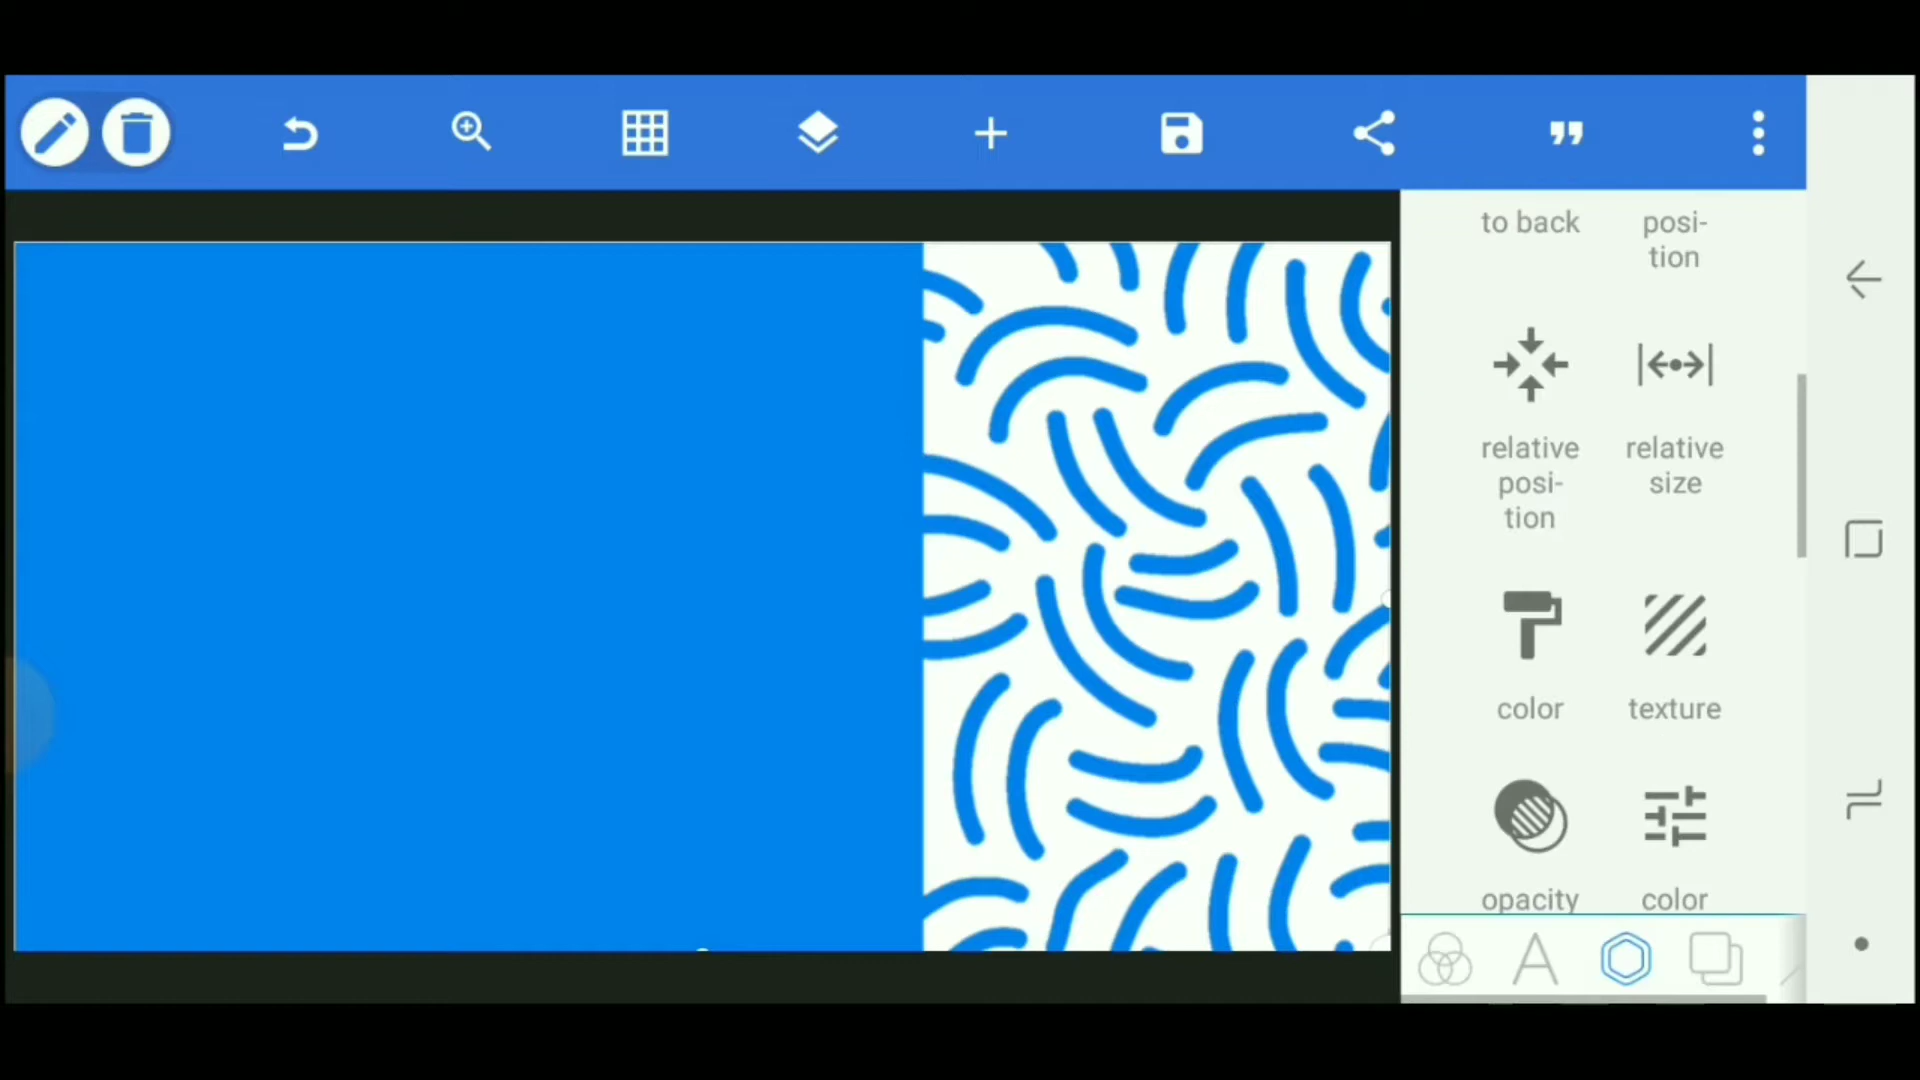 to back
posi-
tion
relative
posi-
tion
relative
size
color
texture
opacity
color